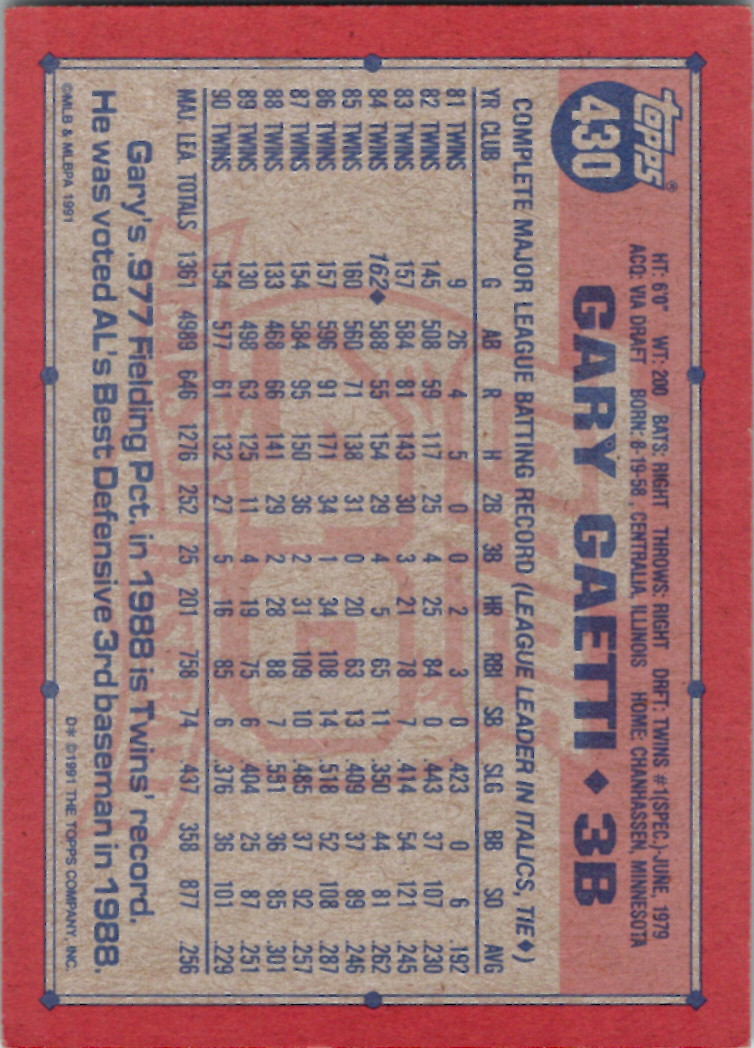 topps®
430
HT: 6'0" WT: 200 BATS: RIGHT THROWS: RIGHT DRFT: TWINS #1(SPEC.)-JUNE, 1979
ACQ: VIA DRAFT BORN: 8-19-58, CENTRALIA, ILLINOIS HOME: CHANHASSEN, MINNESOTA
GARY GAETTI ♦ 3B
COMPLETE MAJOR LEAGUE BATTING RECORD (LEAGUE LEADER IN ITALICS, TIE♦)
YR CLUB G AB R H 2B 3B HR RBI SB SLG BB SO AVG
81 TWINS 9 26 4 5 0 0 2 3 0 .423 0 6 .192
82 TWINS 145 508 59 117 25 4 25 84 0 .443 37 107 .230
83 TWINS 157 584 81 143 30 3 21 78 7 .414 54 121 .245
84 TWINS 162♦ 588 55 154 29 4 5 65 11 .350 44 81 .262
85 TWINS 160 560 71 138 31 0 20 63 13 .409 37 89 .246
86 TWINS 157 596 91 171 34 1 34 108 14 .518 52 108 .287
87 TWINS 154 584 95 150 36 2 31 109 10 .485 37 92 .257
88 TWINS 133 468 66 141 29 2 28 88 7 .551 36 85 .301
89 TWINS 130 498 63 125 11 4 19 75 6 .404 25 87 .251
90 TWINS 154 577 61 132 27 5 16 85 6 .376 36 101 .229
MAJ. LEA. TOTALS 1361 4989 646 1276 252 25 201 758 74 .437 358 877 .256
Gary's .977 Fielding Pct. in 1988 is Twins' record.
He was voted AL's Best Defensive 3rd baseman in 1988.
©MLB & MLBPA 1991
D* ©1991 THE TOPPS COMPANY, INC.